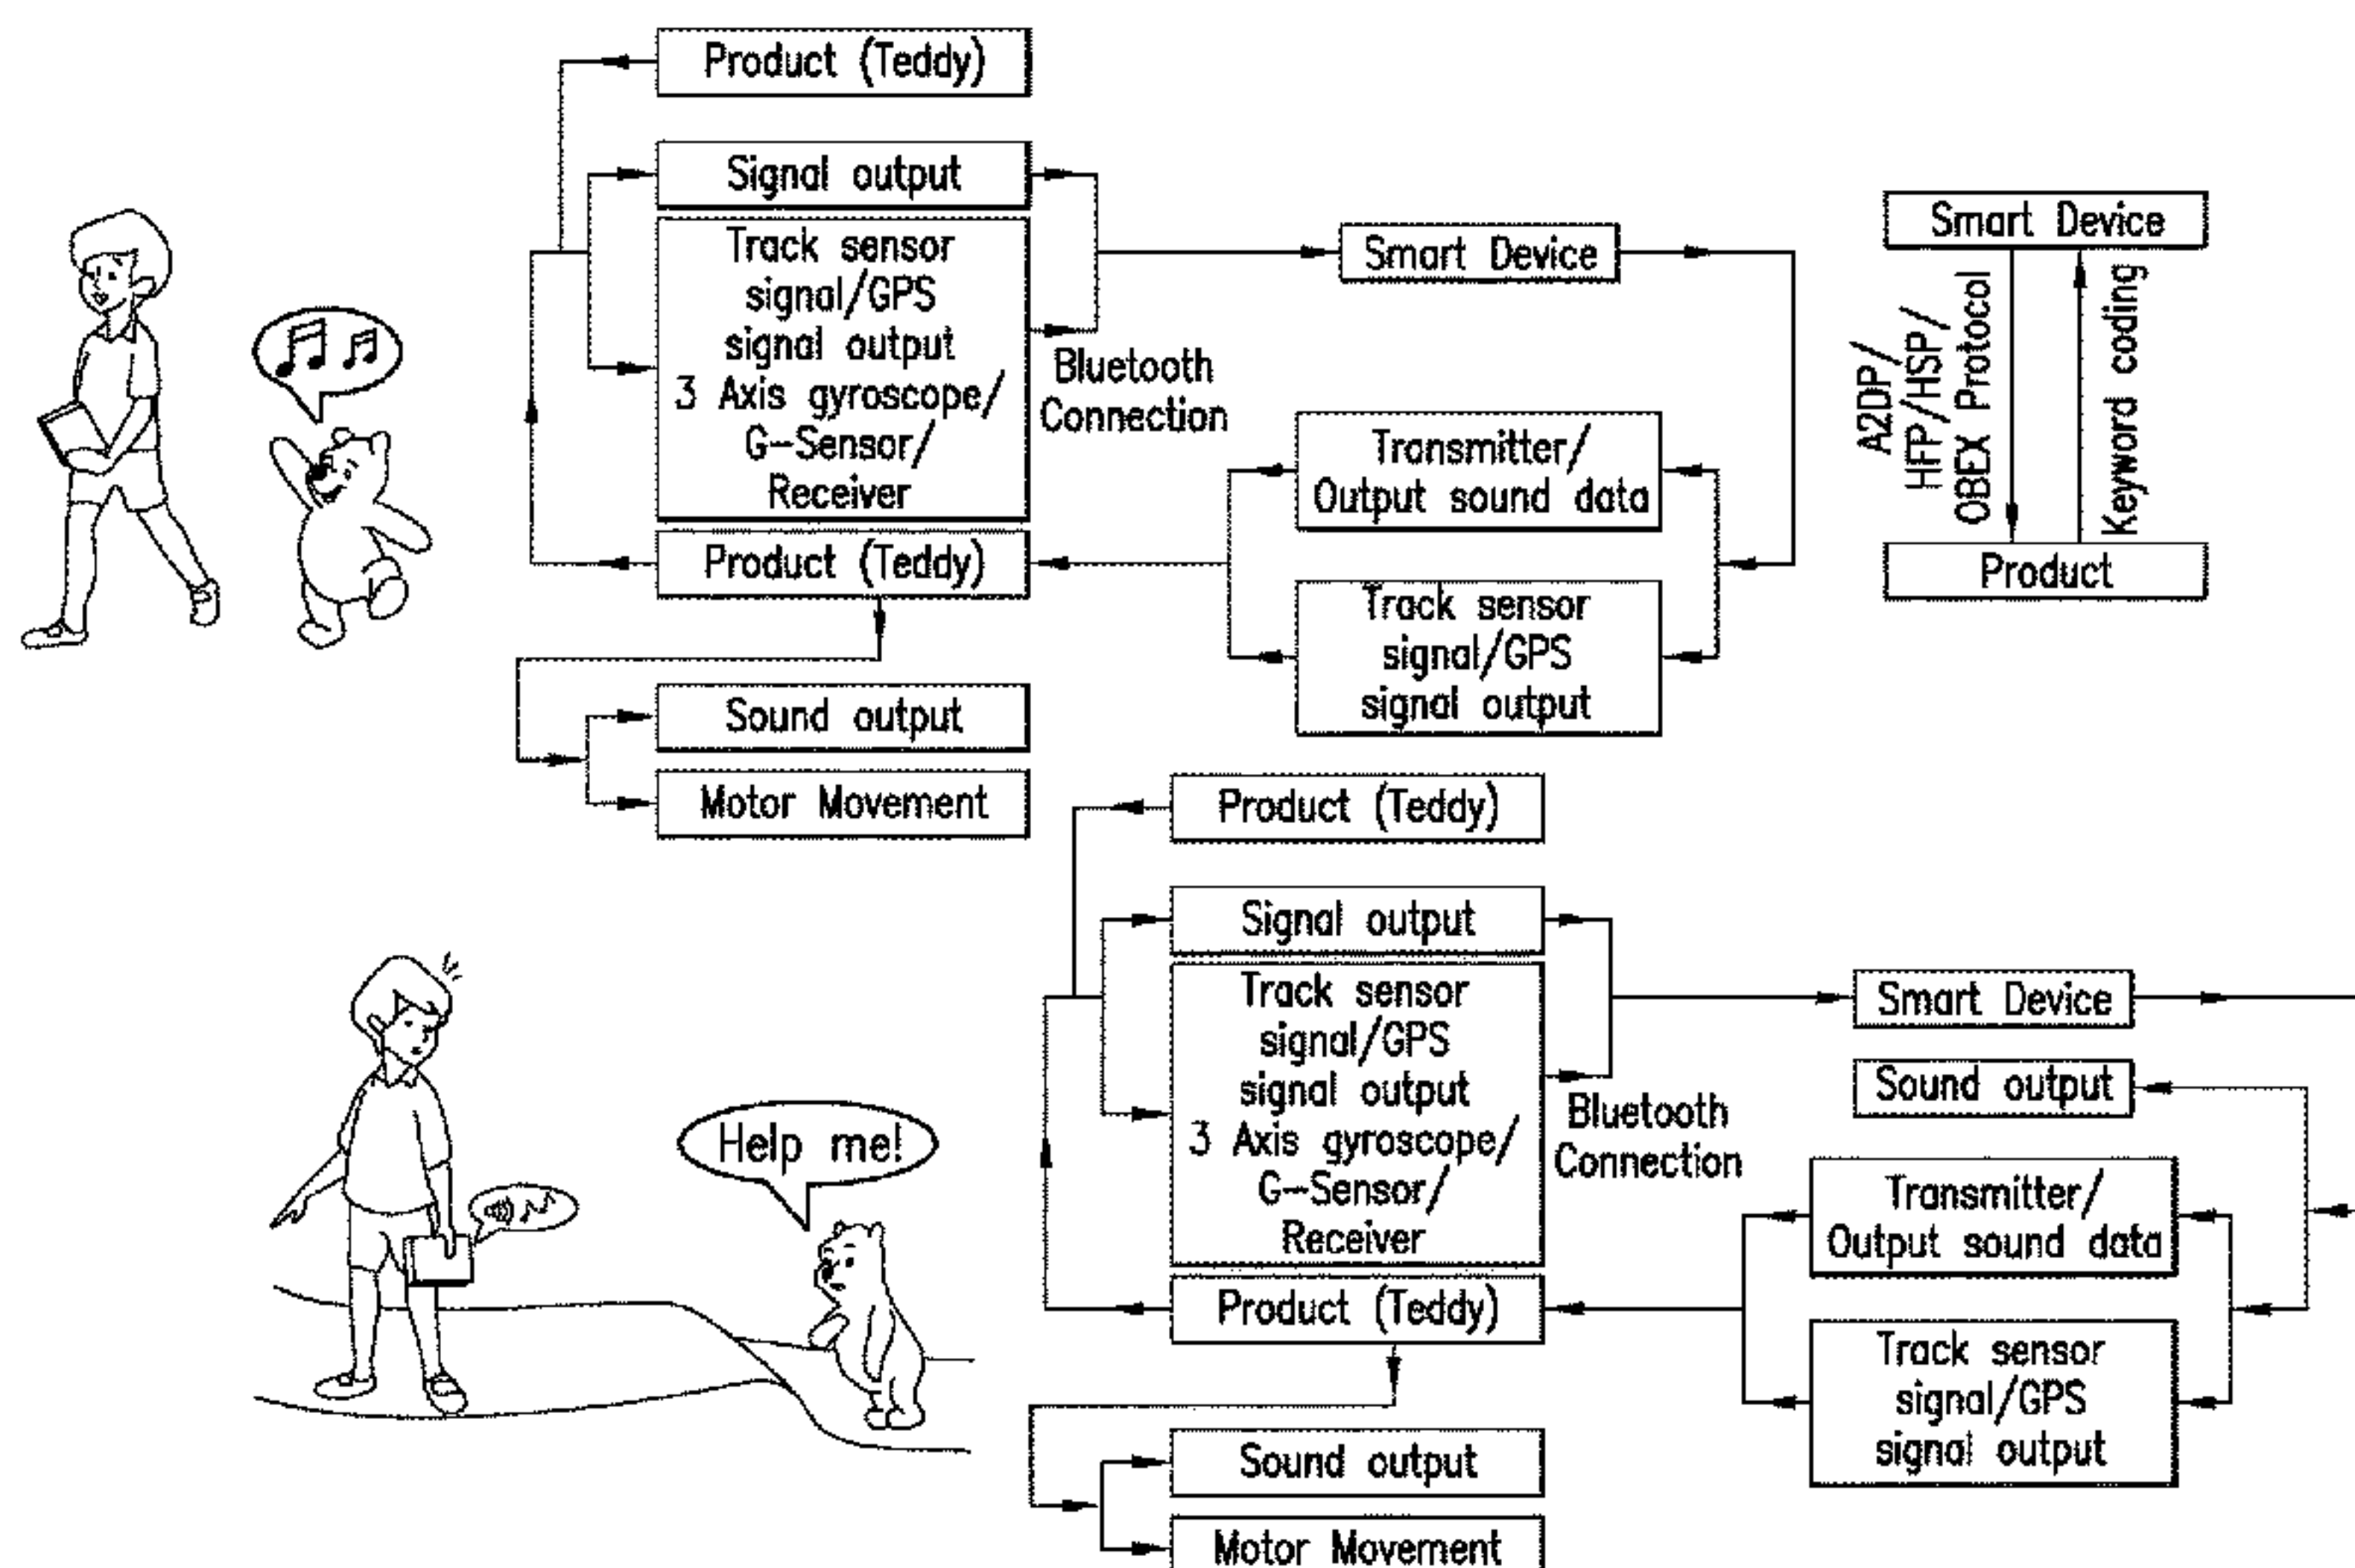 Product (Teddy)
Signal output
Track sensor
signal/GPS
signal output
3 Axis gyroscope/
G-Sensor/
Receiver
Bluetooth
Connection
Smart Device
Transmitter/
Output sound data
Track sensor
signal/GPS
signal output
Product (Teddy)
Sound output
Motor Movement
Smart Device
A2DP/
HFP/HSP/
OBEX Protocol
Keyword coding
Product
Help me!
Product (Teddy)
Signal output
Track sensor
signal/GPS
signal output
3 Axis gyroscope/
G-Sensor/
Receiver
Bluetooth
Connection
Smart Device
Sound output
Transmitter/
Output sound data
Track sensor
signal/GPS
signal output
Product (Teddy)
Sound output
Motor Movement